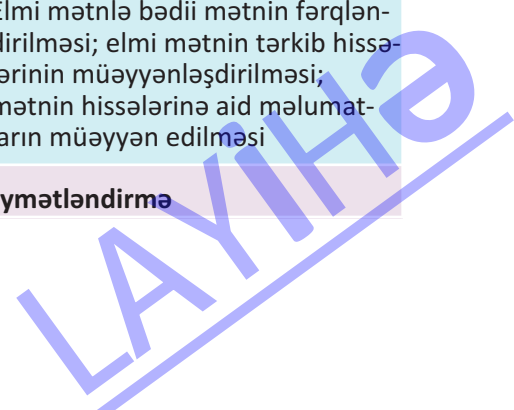 Elmi mətnlə bədii mətnin fərqlən-
dirilməsi; elmi mətnin tərkib hissə-
lərinin müəyyənləşdirilməsi;
mətnin hissələrinə aid məlumat-
ların müəyyən edilməsi
ymətləndirmə
LAYİHƏ